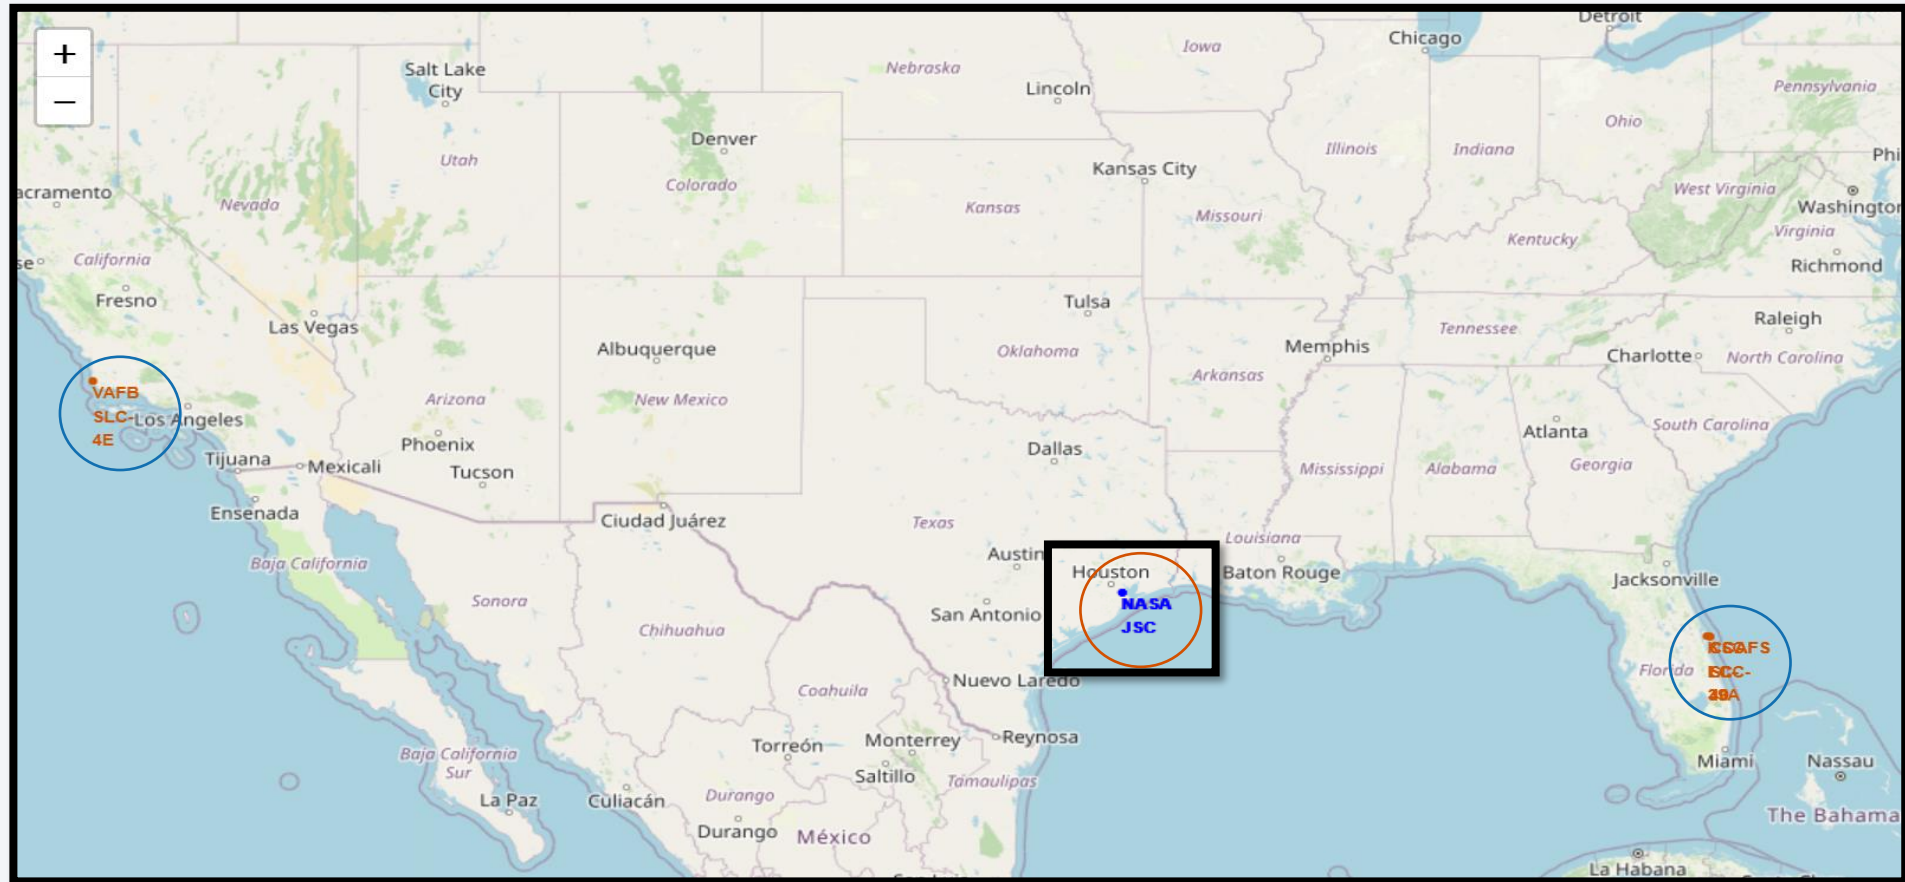 +
−
Detroit
Chicago
Iowa
Salt Lake
City
Nebraska
Lincoln
Pennsylvania
Denver
Ohio
Utah
Colorado
Kansas City
Illinois
Indiana
Phi
acramento
Nevada
Kansas
Missouri
West Virginia
Washington
Virginia
Kentucky
se
California
Richmond
Fresno
Las Vegas
Tulsa
Raleigh
Tennessee
Albuquerque
Oklahoma
Memphis
Charlotte
North Carolina
Arkansas
VAFB
SLC-
4E
Los Angeles
Arizona
New Mexico
South Carolina
Phoenix
Dallas
Atlanta
Tijuana
Mexicali
Tucson
Mississippi
Alabama
Georgia
Ensenada
Ciudad Juárez
Texas
Louisiana
Baja California
Austin
Houston
Baton Rouge
Jacksonville
Sonora
NASA
JSC
San Antonio
Chihuahua
Florida
Coahuila
Nuevo Laredo
Torreón
Monterrey
Reynosa
Baja California
Sur
Saltillo
Tamaulipas
Miami
Nassau
La Paz
Culiacán
Durango
Durango
México
The Bahama
La Habana